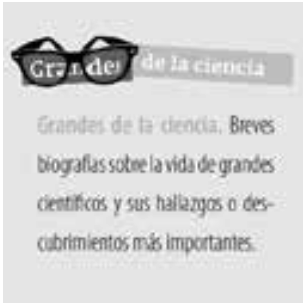 Grandes de la ciencia
Grandes de la ciencia. Breves
biografías sobre la vida de grandes
científicos y sus hallazgos o des-
cubrimientos más importantes.